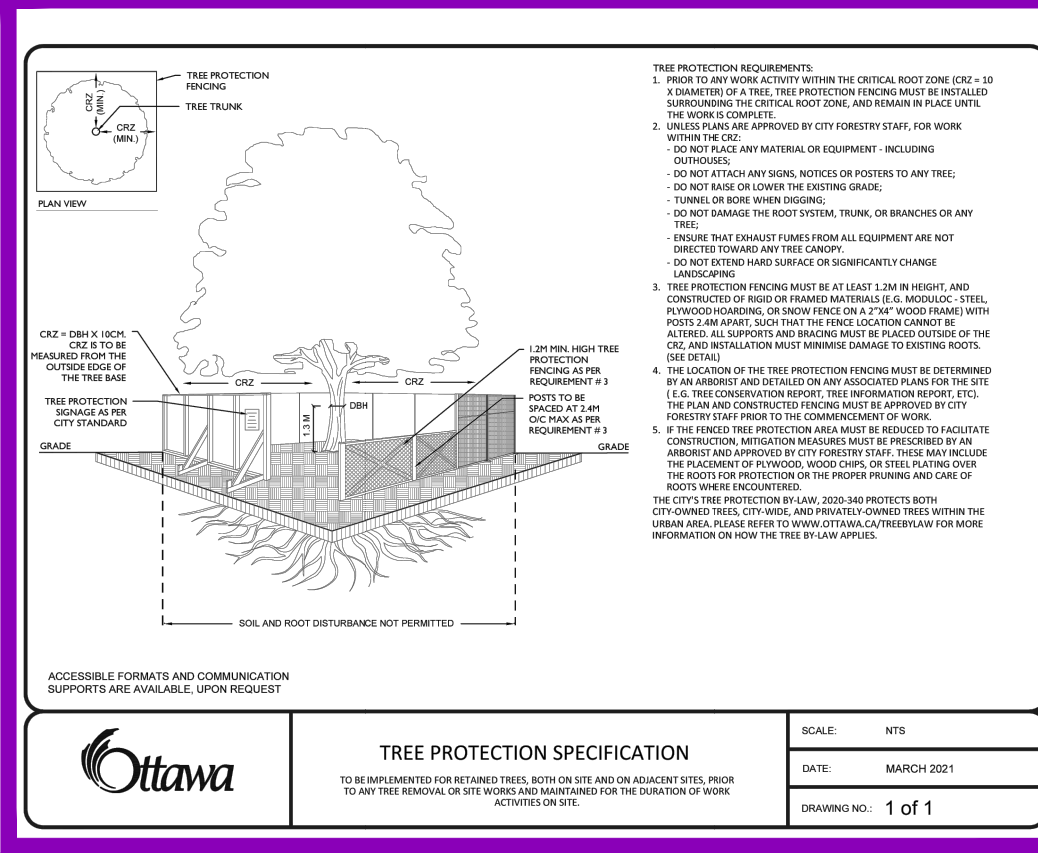 TREE PROTECTION
FENCING
TREE TRUNK
CRZ
(MIN.)
CRZ
(MIN.)
PLAN VIEW
CRZ = DBH X 10CM.
CRZ IS TO BE
MEASURED FROM THE
OUTSIDE EDGE OF
THE TREE BASE
TREE PROTECTION
SIGNAGE AS PER
CITY STANDARD
GRADE
CRZ
CRZ
DBH
1.3 M
1.2M MIN. HIGH TREE
PROTECTION
FENCING AS PER
REQUIREMENT # 3
POSTS TO BE
SPACED AT 2.4M
O/C MAX AS PER
REQUIREMENT # 3
GRADE
SOIL AND ROOT DISTURBANCE NOT PERMITTED
ACCESSIBLE FORMATS AND COMMUNICATION
SUPPORTS ARE AVAILABLE, UPON REQUEST
TREE PROTECTION REQUIREMENTS:
1. PRIOR TO ANY WORK ACTIVITY WITHIN THE CRITICAL ROOT ZONE (CRZ = 10
X DIAMETER) OF A TREE, TREE PROTECTION FENCING MUST BE INSTALLED
SURROUNDING THE CRITICAL ROOT ZONE, AND REMAIN IN PLACE UNTIL
THE WORK IS COMPLETE.
2. UNLESS PLANS ARE APPROVED BY CITY FORESTRY STAFF, FOR WORK
WITHIN THE CRZ:
- DO NOT PLACE ANY MATERIAL OR EQUIPMENT - INCLUDING
OUTHOUSES;
- DO NOT ATTACH ANY SIGNS, NOTICES OR POSTERS TO ANY TREE;
- DO NOT RAISE OR LOWER THE EXISTING GRADE;
- TUNNEL OR BORE WHEN DIGGING;
- DO NOT DAMAGE THE ROOT SYSTEM, TRUNK, OR BRANCHES OR ANY
TREE;
- ENSURE THAT EXHAUST FUMES FROM ALL EQUIPMENT ARE NOT
DIRECTED TOWARD ANY TREE CANOPY.
- DO NOT EXTEND HARD SURFACE OR SIGNIFICANTLY CHANGE
LANDSCAPING
3. TREE PROTECTION FENCING MUST BE AT LEAST 1.2M IN HEIGHT, AND
CONSTRUCTED OF RIGID OR FRAMED MATERIALS (E.G. MODULOC - STEEL,
PLYWOOD HOARDING, OR SNOW FENCE ON A 2"X4" WOOD FRAME) WITH
POSTS 2.4M APART, SUCH THAT THE FENCE LOCATION CANNOT BE
ALTERED. ALL SUPPORTS AND BRACING MUST BE PLACED OUTSIDE OF THE
CRZ, AND INSTALLATION MUST MINIMISE DAMAGE TO EXISTING ROOTS.
(SEE DETAIL)
4. THE LOCATION OF THE TREE PROTECTION FENCING MUST BE DETERMINED
BY AN ARBORIST AND DETAILED ON ANY ASSOCIATED PLANS FOR THE SITE
( E.G. TREE CONSERVATION REPORT, TREE INFORMATION REPORT, ETC).
THE PLAN AND CONSTRUCTED FENCING MUST BE APPROVED BY CITY
FORESTRY STAFF PRIOR TO THE COMMENCEMENT OF WORK.
5. IF THE FENCED TREE PROTECTION AREA MUST BE REDUCED TO FACILITATE
CONSTRUCTION, MITIGATION MEASURES MUST BE PRESCRIBED BY AN
ARBORIST AND APPROVED BY CITY FORESTRY STAFF. THESE MAY INCLUDE
THE PLACEMENT OF PLYWOOD, WOOD CHIPS, OR STEEL PLATING OVER
THE ROOTS FOR PROTECTION OR THE PROPER PRUNING AND CARE OF
ROOTS WHERE ENCOUNTERED.
THE CITY'S TREE PROTECTION BY-LAW, 2020-340 PROTECTS BOTH
CITY-OWNED TREES, CITY-WIDE, AND PRIVATELY-OWNED TREES WITHIN THE
URBAN AREA. PLEASE REFER TO WWW.OTTAWA.CA/TREEBYLAW FOR MORE
INFORMATION ON HOW THE TREE BY-LAW APPLIES.
Ottawa
TREE PROTECTION SPECIFICATION
TO BE IMPLEMENTED FOR RETAINED TREES, BOTH ON SITE AND ON ADJACENT SITES, PRIOR
TO ANY TREE REMOVAL OR SITE WORKS AND MAINTAINED FOR THE DURATION OF WORK
ACTIVITIES ON SITE.
SCALE: NTS
DATE: MARCH 2021
DRAWING NO.: 1 of 1